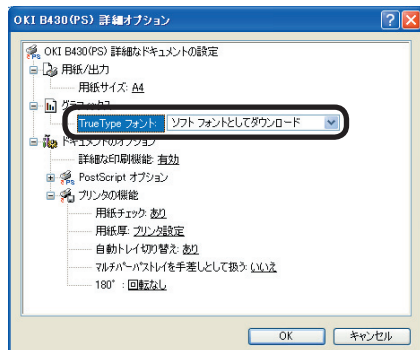 OKI B430(PS) 詳細オプション
OKI B430(PS) 詳細なドキュメントの設定
用紙/出力
用紙サイズ: A4
グラフィックス
TrueType フォント: ソフト フォントとしてダウンロード
ドキュメントのオプション
詳細な印刷機能: 有効
PostScript オプション
プリンタの機能
用紙チェック: あり
用紙厚: プリンタ設定
自動トレイ切り替え: あり
マルチパーパストレイを手差しとして扱う: いいえ
180° : 回転なし
OK キャンセル